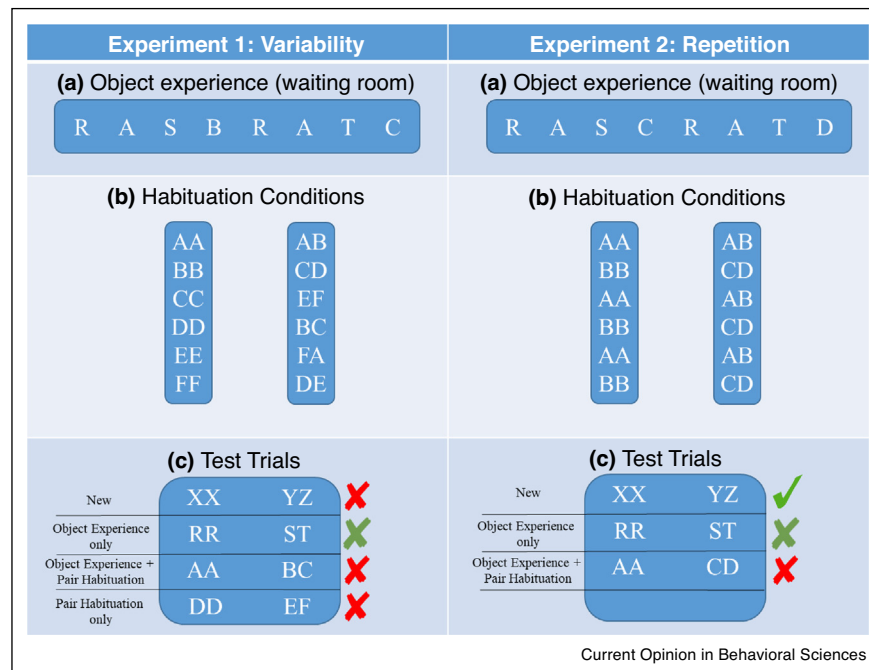 Experiment 1: Variability
Experiment 2: Repetition
(a) Object experience (waiting room)
R A S B R A T C
(a) Object experience (waiting room)
R A S C R A T D
(b) Habituation Conditions
AA AB
BB CD
CC EF
DD BC
EE FA
FF DE
(b) Habituation Conditions
AA AB
BB CD
AA AB
BB CD
AA AB
BB CD
(c) Test Trials
New XX YZ
Object Experience
only
RR ST
Object Experience +
Pair Habituation
AA BC
Pair Habituation
only
DD EF
(c) Test Trials
New XX YZ
Object Experience
only
RR ST
Object Experience +
Pair Habituation
AA CD
Current Opinion in Behavioral Sciences